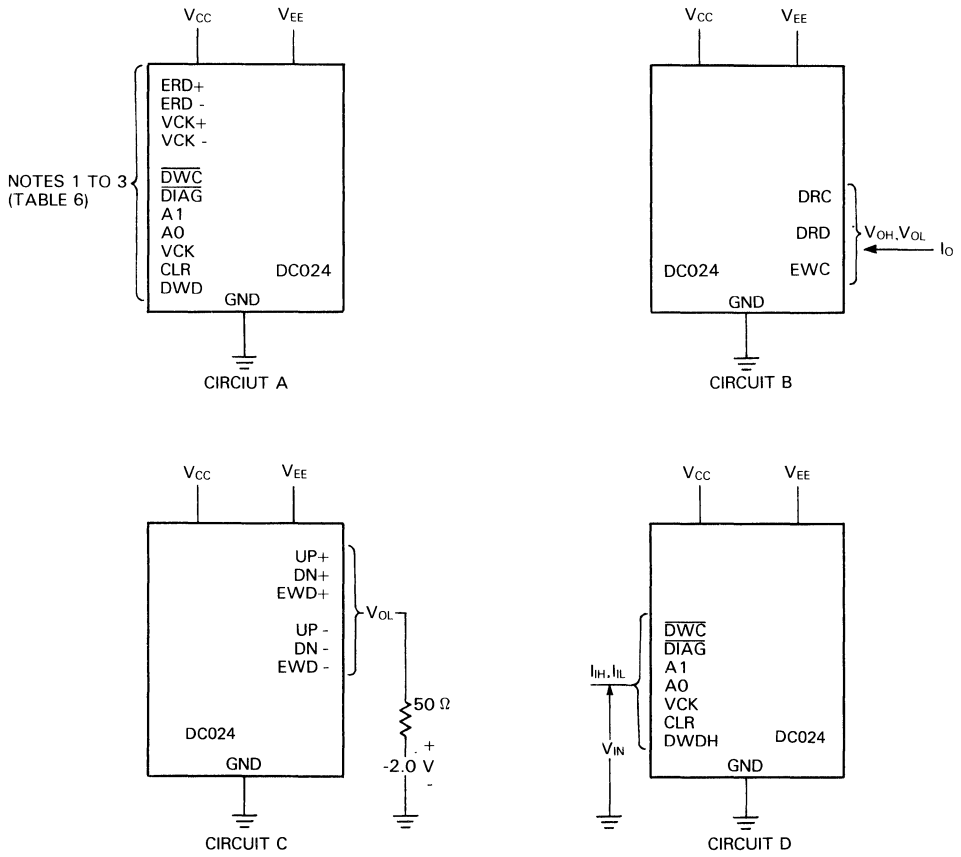 VCC
VEE
ERD+
ERD -
VCK+
VCK -
NOTES 1 TO 3
(TABLE 6)
DWC
DIAG
A1
A0
VCK
CLR
DWD
DC024
GND
CIRCIUT A
VCC
VEE
DRC
DRD
EWC
VOH, VOL
IO
DC024
GND
CIRCUIT B
VCC
VEE
UP+
DN+
EWD+
UP -
DN -
EWD -
VOL
50 Ω
+
-2.0 V
-
DC024
GND
CIRCUIT C
VCC
VEE
DWC
DIAG
A1
A0
VCK
CLR
DWDH
IIH, IIL
VIN
DC024
GND
CIRCUIT D